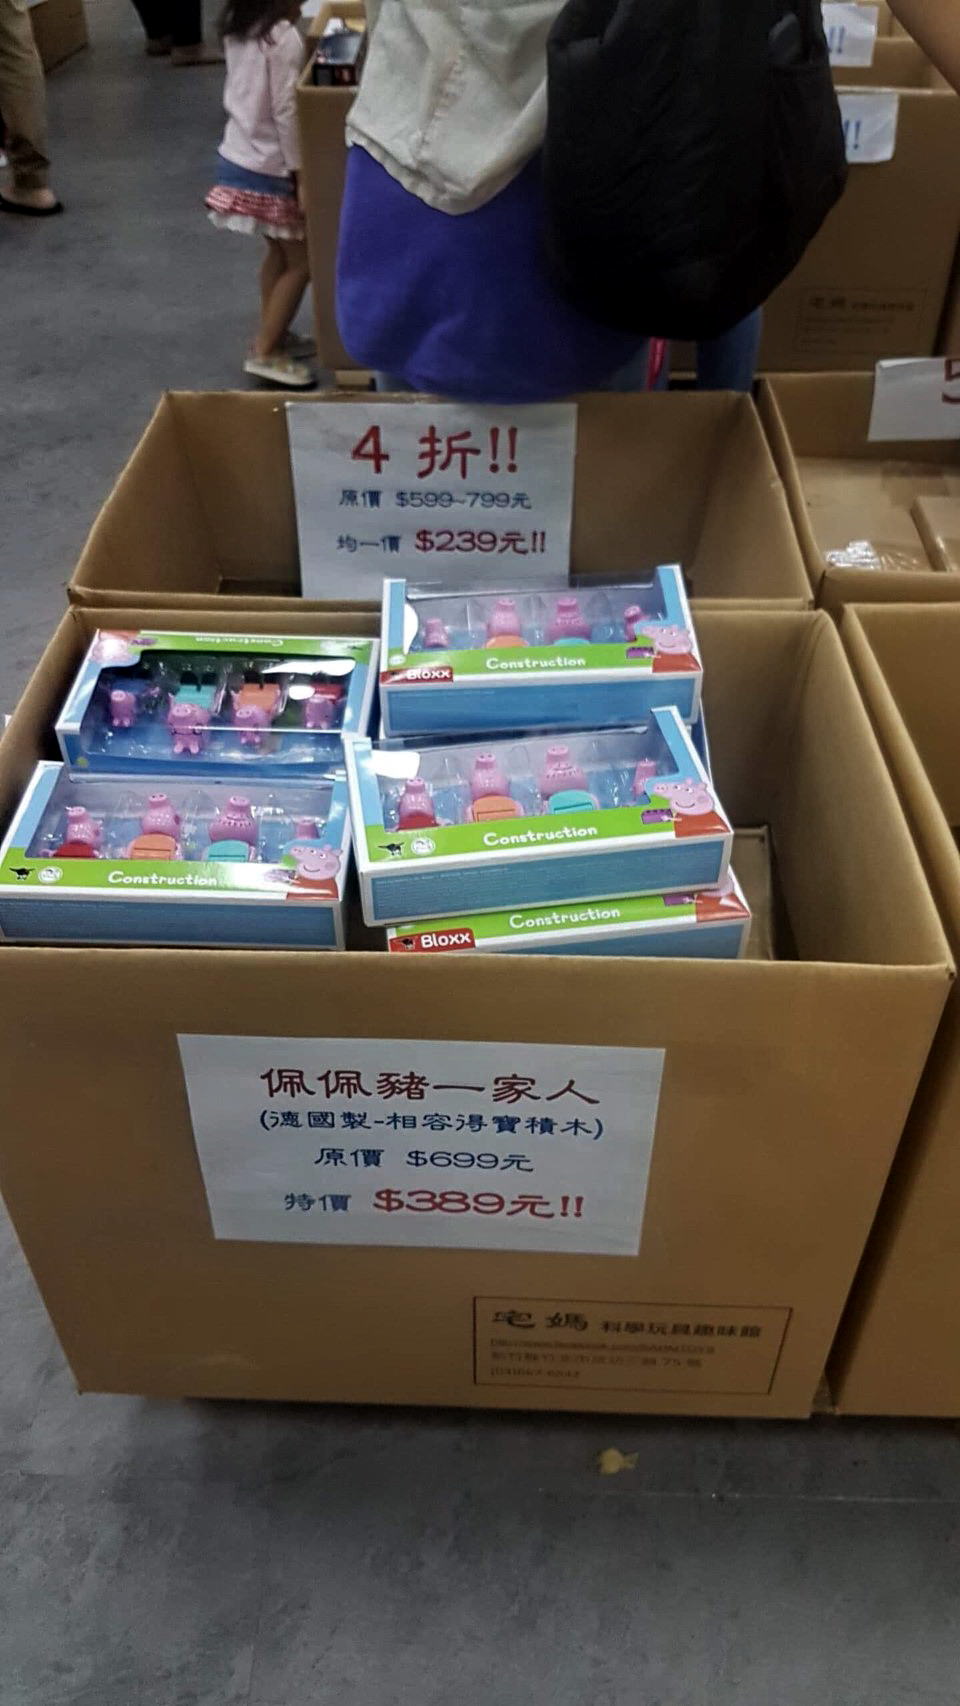 !!
!!
4 折!!
原價 $599~799元
均一價 $239元!!
5
Construction
Construction
Bloxx
Construction
Construction
Construction
Bloxx
佩佩豬一家人
(德國製-相容得寶積木)
原價 $699元
特價 $389元!!
宅媽 科學玩具趣味館